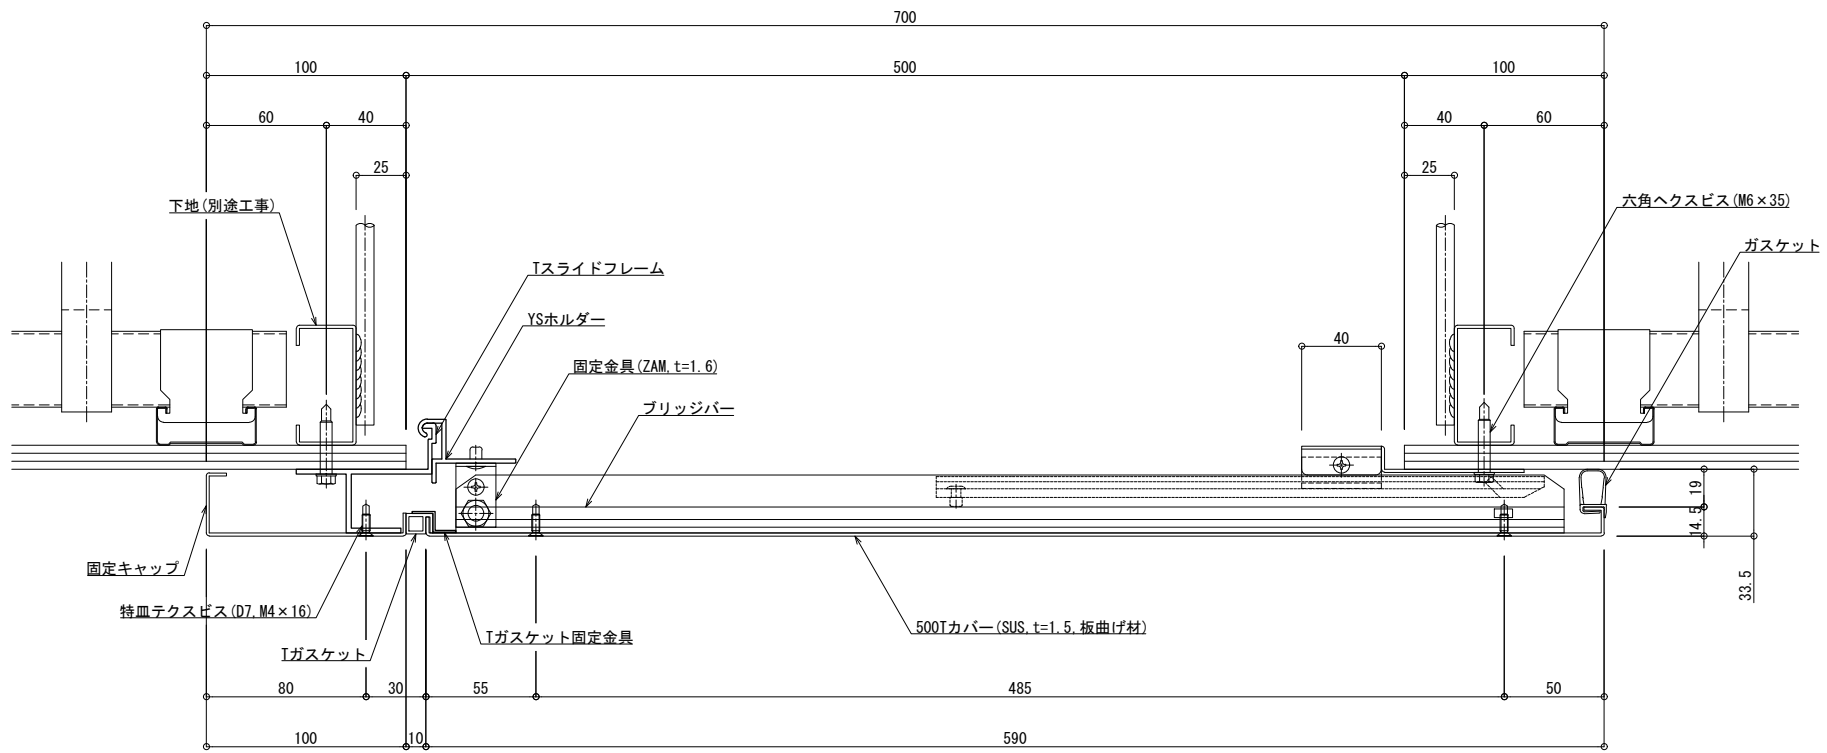 700
100
500
100
60
40
40
60
25
25
下地(別途工事)
六角ヘクスビス(M6×35)
ガスケット
Tスライドフレーム
YSホルダー
40
固定金具(ZAM,t=1.6)
ブリッジバー
19
14.5
33.5
固定キャップ
特皿テクスビス(D7,M4×16)
Tガスケット
Tガスケット固定金具
500Tカバー(SUS,t=1.5,板曲げ材)
80
30
55
485
50
100
10
590